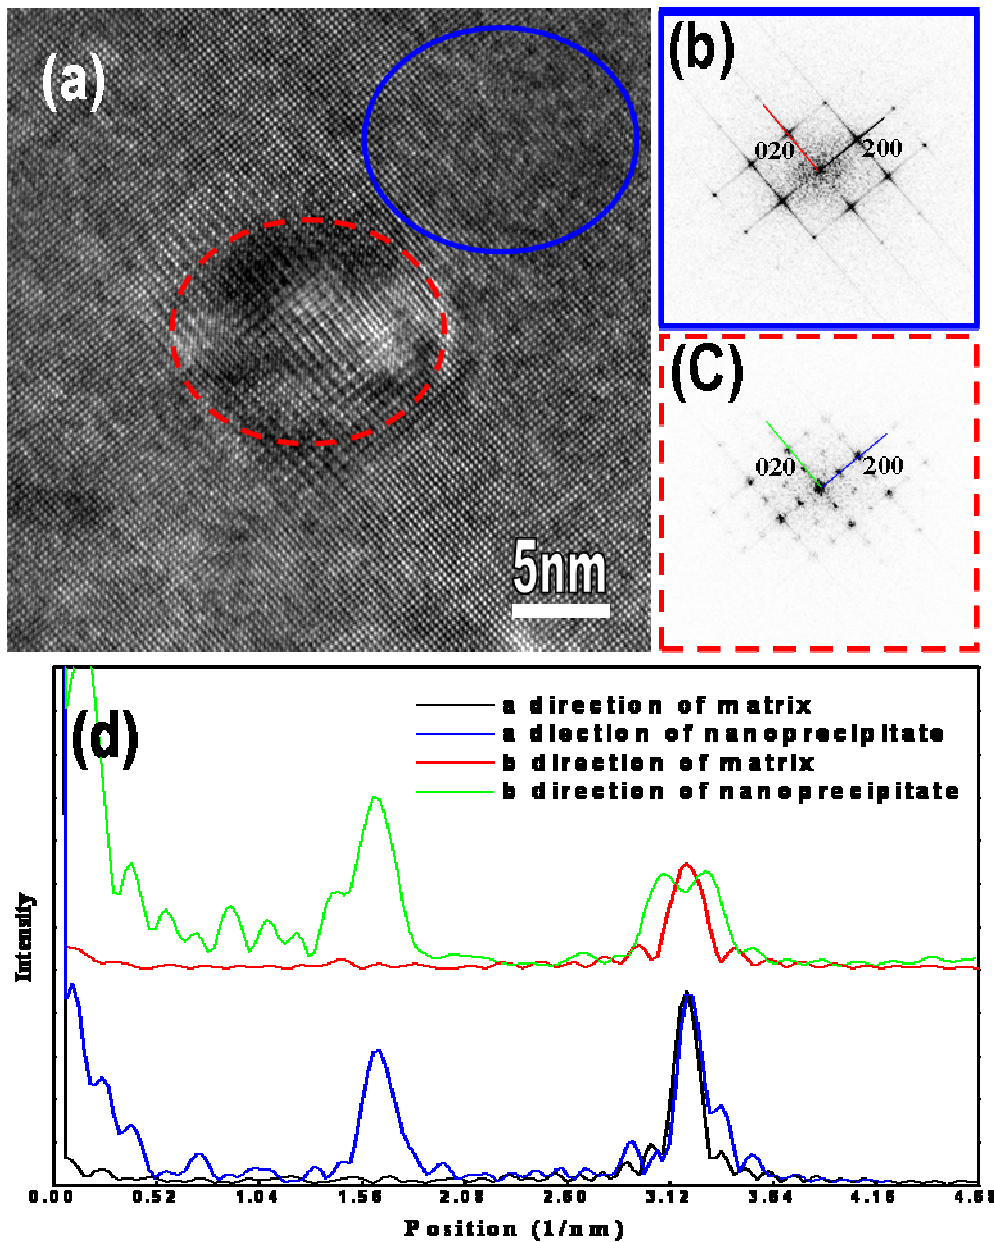 (a)
5nm
(b)
020
200
(C)
020
200
(d)
a direction of matrix
a diection of nanoprecipitate
b direction of matrix
b direction of nanoprecipitate
Intensity
0.00 0.52 1.04 1.56 2.08 2.60 3.12 3.64 4.16 4.68
Position (1/nm)